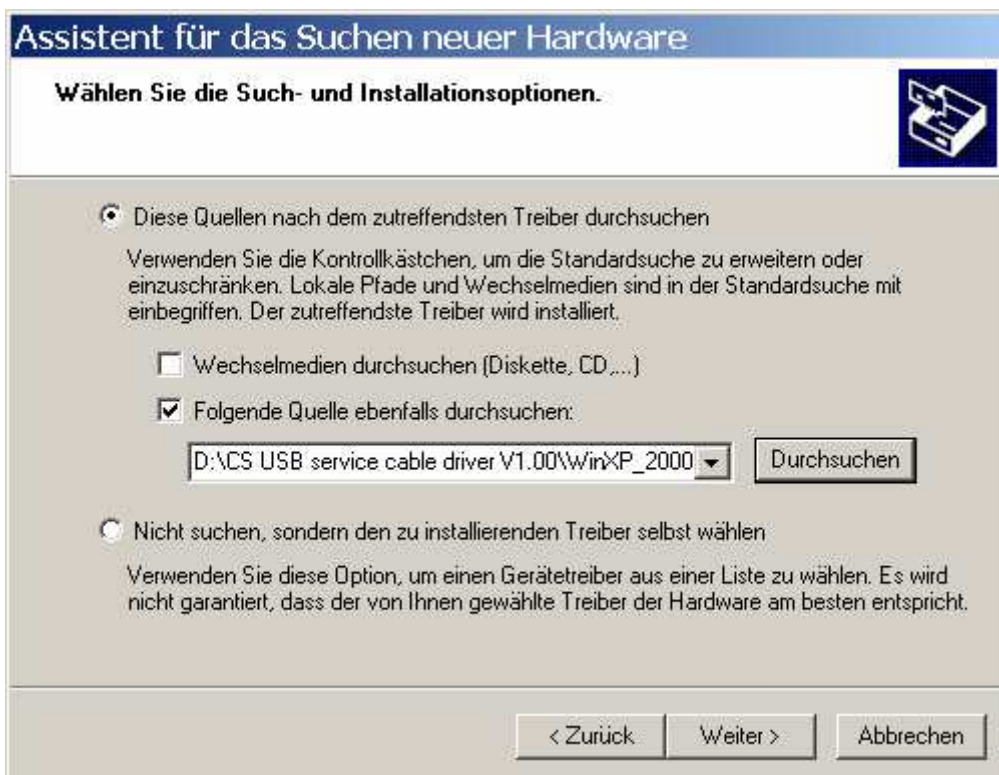 Assistent für das Suchen neuer Hardware
Wählen Sie die Such- und Installationsoptionen.
Diese Quellen nach dem zutreffendsten Treiber durchsuchen
Verwenden Sie die Kontrollkästchen, um die Standardsuche zu erweitern oder
einzuschränken. Lokale Pfade und Wechselmedien sind in der Standardsuche mit
einbegriffen. Der zutreffendste Treiber wird installiert.
Wechselmedien durchsuchen (Diskette, CD,...)
Folgende Quelle ebenfalls durchsuchen:
D:\CS USB service cable driver V1.00\WinXP_2000 Durchsuchen
Nicht suchen, sondern den zu installierenden Treiber selbst wählen
Verwenden Sie diese Option, um einen Gerätetreiber aus einer Liste zu wählen. Es wird
nicht garantiert, dass der von Ihnen gewählte Treiber der Hardware am besten entspricht.
< Zurück Weiter > Abbrechen